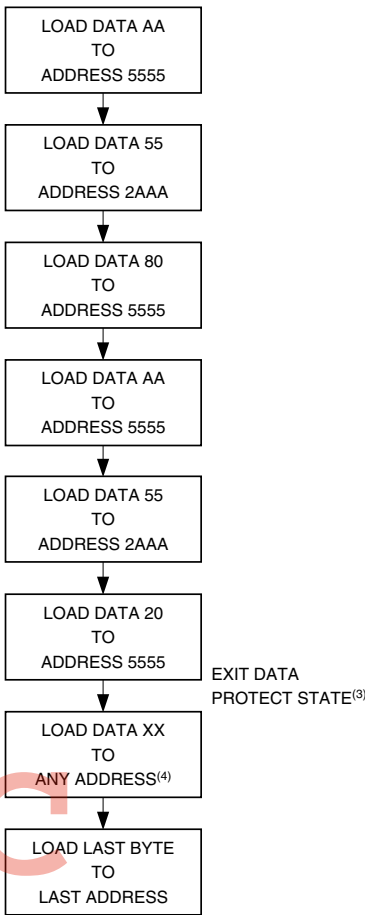 LOAD DATA AA
TO
ADDRESS 5555
LOAD DATA 55
TO
ADDRESS 2AAA
LOAD DATA 80
TO
ADDRESS 5555
LOAD DATA AA
TO
ADDRESS 5555
LOAD DATA 55
TO
ADDRESS 2AAA
LOAD DATA 20
TO
ADDRESS 5555
EXIT DATA
PROTECT STATE(3)
LOAD DATA XX
TO
ANY ADDRESS(4)
LOAD LAST BYTE
TO
LAST ADDRESS
C